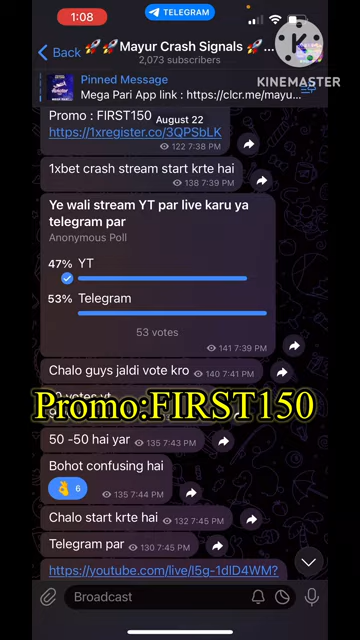 1:08
TELEGRAM
Back
🚀🚀Mayur Crash Signals🚀...
2,073 subscribers
KINEMASTER
Pinned Message
Mega Pari App link : https://clcr.me/mayu
Promo : FIRST150
August 22
https://1xregister.co/3QPSbLK
122 7:38 PM
1xbet crash stream start krte hai
138 7:39 PM
Ye wali stream YT par live karu ya
telegram par
Anonymous Poll
47% YT
53% Telegram
53 votes
141 7:39 PM
Chalo guys jaldi vote kro
140 7:41 PM
Promo:FIRST150
50 -50 hai yar
135 7:43 PM
Bohot confusing hai
👌 6
135 7:44 PM
Chalo start krte hai
132 7:45 PM
Telegram par
130 7:45 PM
https://youtube.com/live/l5g-1dlD4WM?
Broadcast